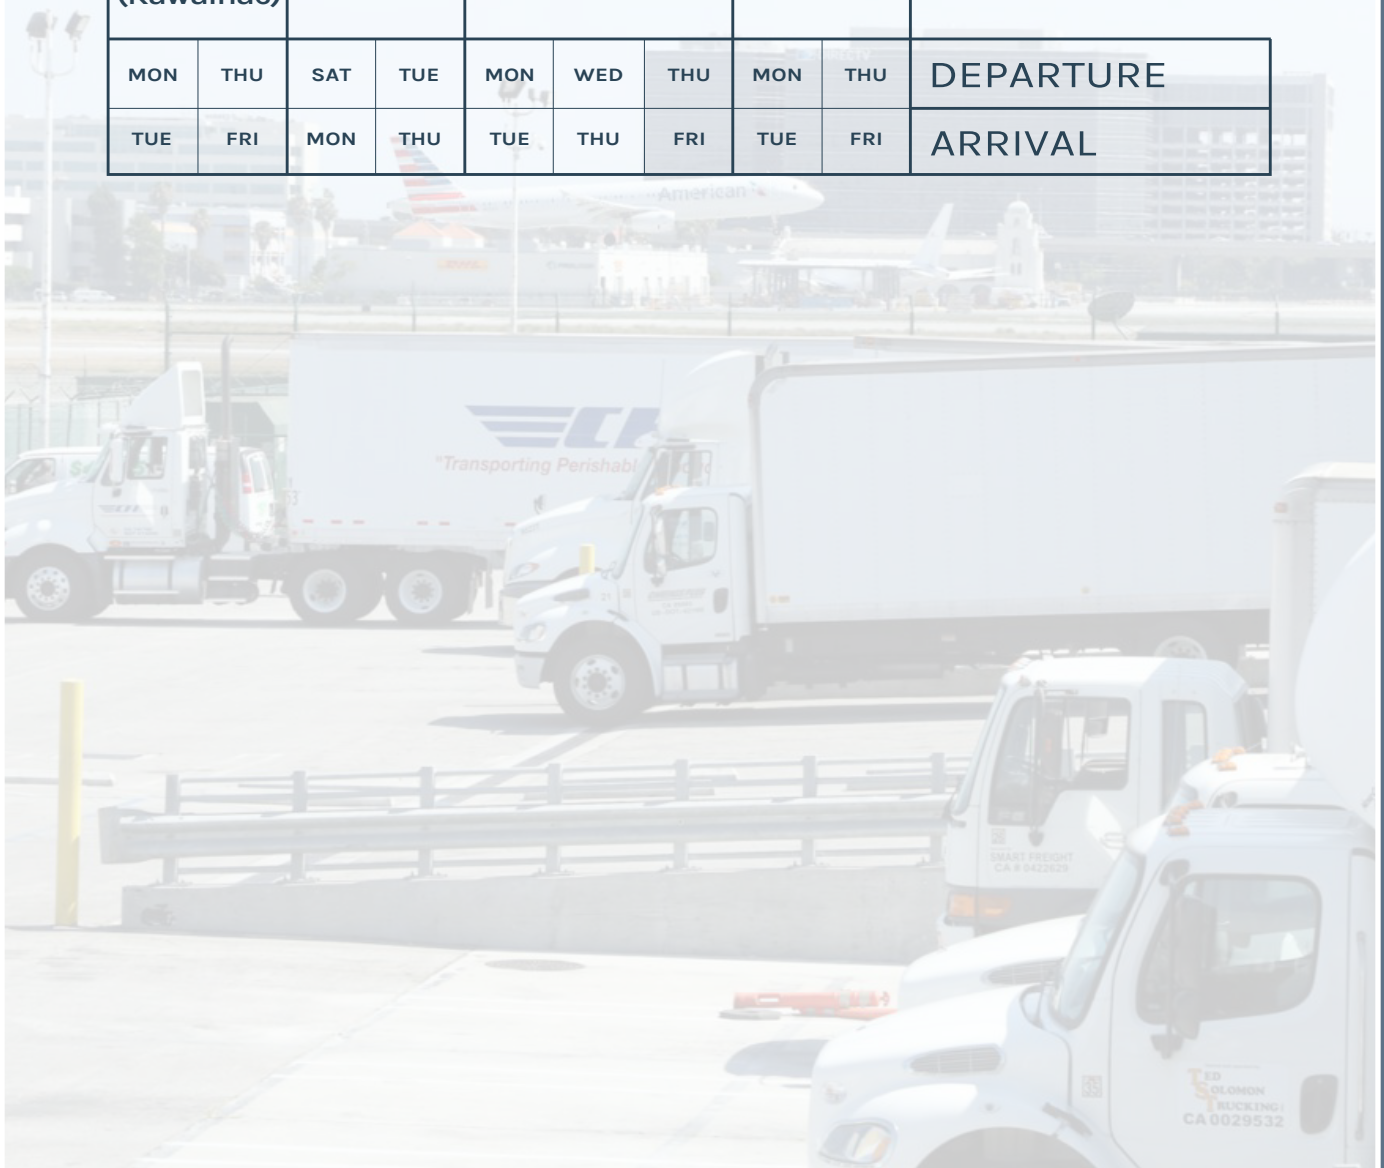 (Kawaihae)
MON THU SAT TUE MON WED THU MON THU DEPARTURE
TUE FRI MON THU TUE THU FRI TUE FRI ARRIVAL
American
"Transporting Perishabl
SMART FREIGHT
CA # 0422629
TED
SOLOMON
TRUCKING
CA 0029532